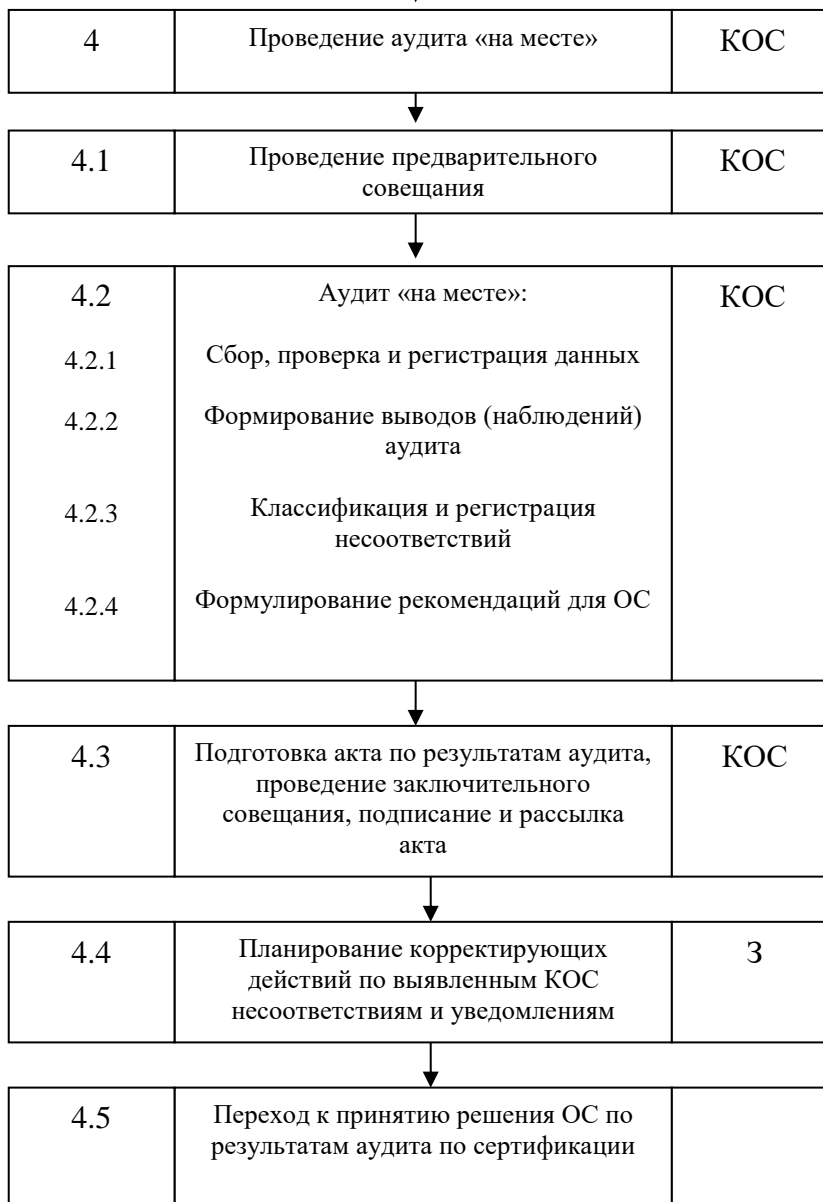 4 Проведение аудита «на месте» КОС
4.1 Проведение предварительного КОС
совещания
4.2 Аудит «на месте»: КОС
4.2.1 Сбор, проверка и регистрация данных
4.2.2 Формирование выводов (наблюдений)
аудита
4.2.3 Классификация и регистрация
несоответствий
4.2.4 Формулирование рекомендаций для ОС
4.3 Подготовка акта по результатам аудита, КОС
проведение заключительного
совещания, подписание и рассылка
акта
4.4 Планирование корректирующих З
действий по выявленным КОС
несоответствиям и уведомлениям
4.5 Переход к принятию решения ОС по
результатам аудита по сертификации